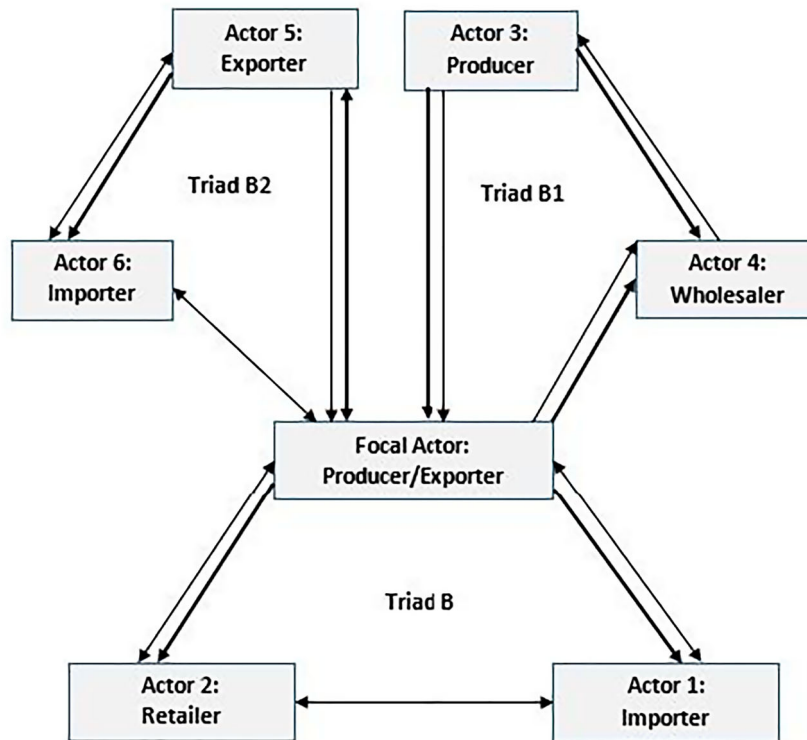 Actor 5:
Exporter
Actor 3:
Producer
Triad B2
Triad B1
Actor 6:
Importer
Actor 4:
Wholesaler
Focal Actor:
Producer/Exporter
Triad B
Actor 2:
Retailer
Actor 1:
Importer